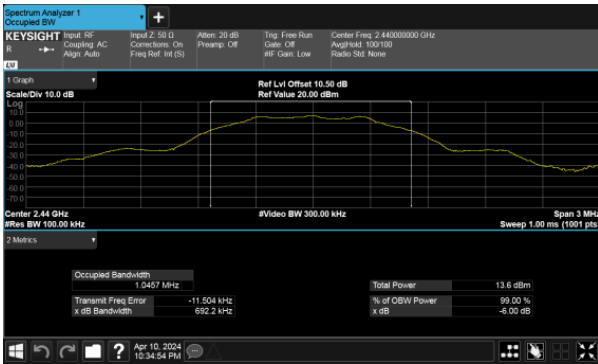 Spectrum Analyzer 1
Occupied BW
+
KEYSIGHT
R
LVI
Input: RF
Coupling: AC
Align: Auto
Input Z: 50 Ω
Corrections: On
Freq Ref: Int (S)
Atten: 20 dB
Preamp: Off
Trig: Free Run
Gate: Off
#IF Gain: Low
Center Freq: 2.440000000 GHz
Avg|Hold: 100/100
Radio Std: None
1 Graph
Scale/Div 10.0 dB
Ref Lvl Offset 10.50 dB
Ref Value 20.00 dBm
Log
10.0
0.00
-10.0
-20.0
-30.0
-40.0
-50.0
-60.0
-70.0
Center 2.44 GHz
#Video BW 300.00 kHz
Span 3 MHz
#Res BW 100.00 kHz
Sweep 1.00 ms (1001 pts)
2 Metrics
Occupied Bandwidth
1.0457 MHz
Total Power 13.6 dBm
Transmit Freq Error -11.504 kHz
% of OBW Power 99.00 %
x dB Bandwidth 692.2 kHz
x dB -6.00 dB
?
Apr 10, 2024
10:34:54 PM